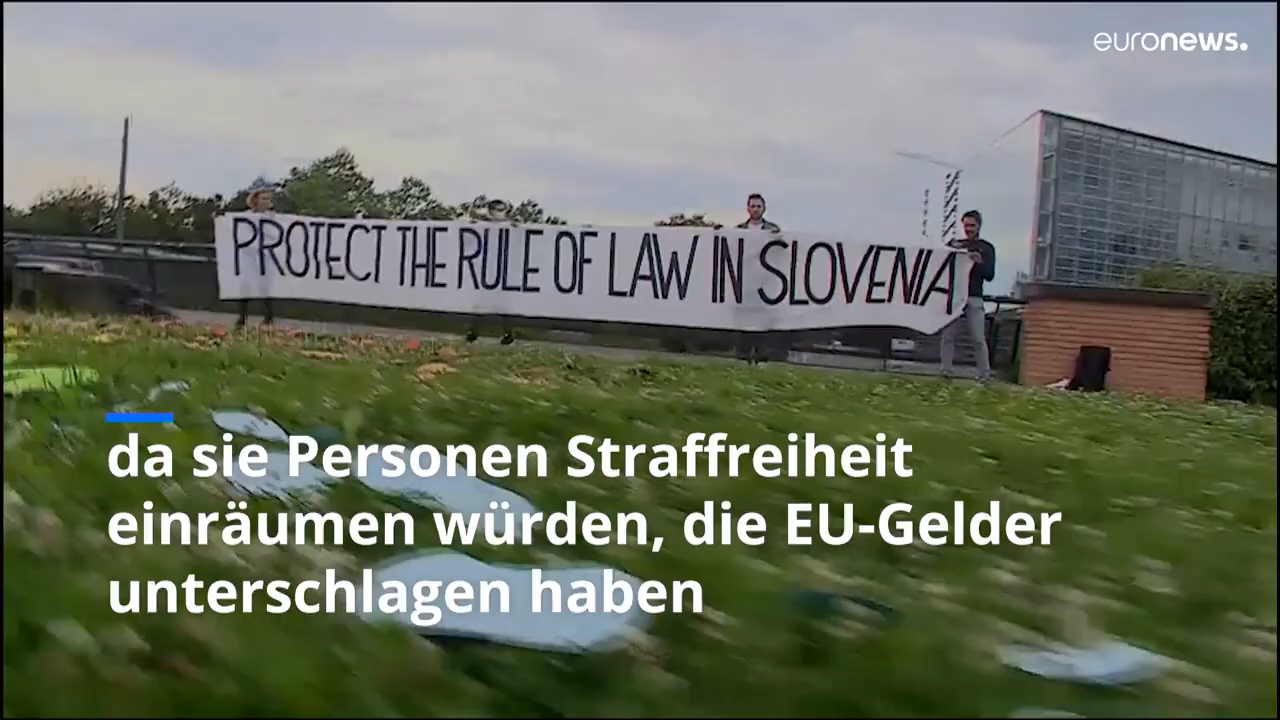 euronews.
PROTECT THE RULE OF LAW IN SLOVENIA
da sie Personen Straffreiheit
einräumen würden, die EU-Gelder
unterschlagen haben